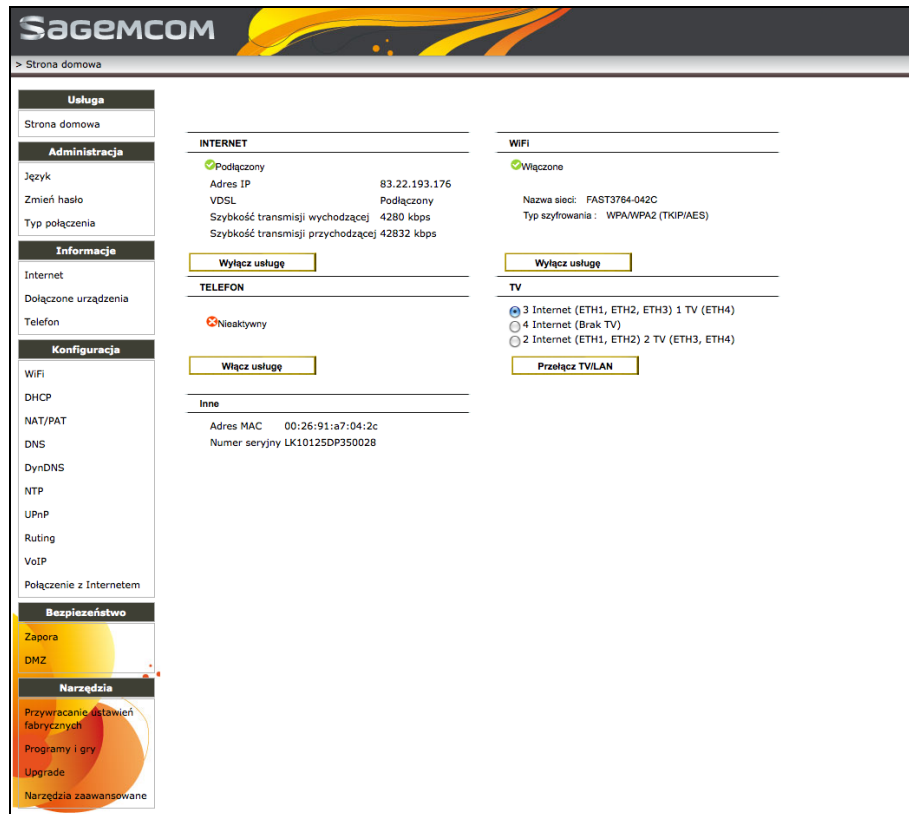 Sagemcom
> Strona domowa
Usługa
Strona domowa
Administracja
Język
Zmień hasło
Typ połączenia
Informacje
Internet
Dołączone urządzenia
Telefon
Konfiguracja
WiFi
DHCP
NAT/PAT
DNS
DynDNS
NTP
UPnP
Ruting
VoIP
Połączenie z Internetem
Bezpiezeństwo
Zapora
DMZ
Narzędzia
Przywracanie ustawień
fabrycznych
Programy i gry
Upgrade
Narzędzia zaawansowane
INTERNET
Podłączony
Adres IP 83.22.193.176
VDSL Podłączony
Szybkość transmisji wychodzącej 4280 kbps
Szybkość transmisji przychodzącej 42832 kbps
Wyłącz usługę
WiFi
Włączone
Nazwa sieci: FAST3764-042C
Typ szyfrowania : WPA/WPA2 (TKIP/AES)
Wyłącz usługę
TELEFON
Nieaktywny
Włącz usługę
TV
3 Internet (ETH1, ETH2, ETH3) 1 TV (ETH4)
4 Internet (Brak TV)
2 Internet (ETH1, ETH2) 2 TV (ETH3, ETH4)
Przełącz TV/LAN
Inne
Adres MAC 00:26:91:a7:04:2c
Numer seryjny LK10125DP350028